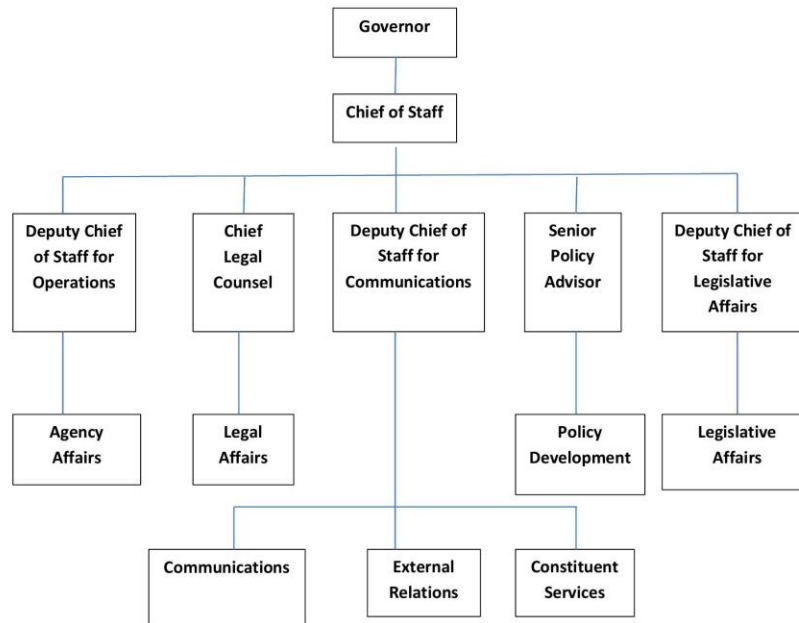 Governor
Chief of Staff
Deputy Chief
of Staff for
Operations
Chief
Legal
Counsel
Deputy Chief of
Staff for
Communications
Senior
Policy
Advisor
Deputy Chief of
Staff for
Legislative
Affairs
Agency
Affairs
Legal
Affairs
Policy
Development
Legislative
Affairs
Communications
External
Relations
Constituent
Services